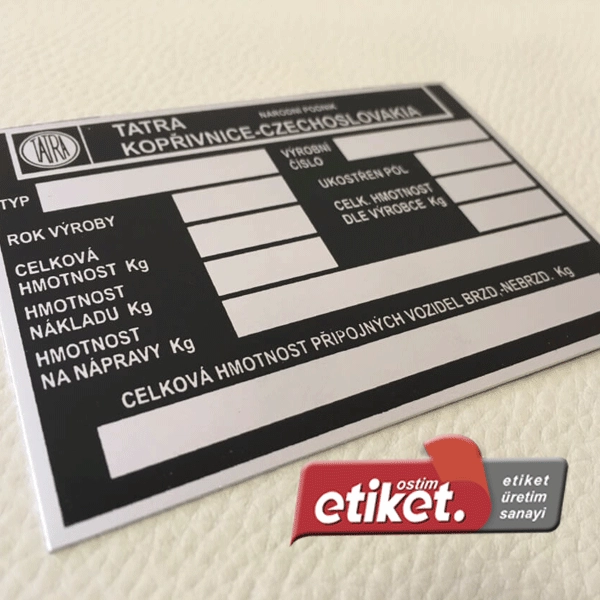 TATRA
NÁRODNÍ PODNIK
TATRA
KOPŘIVNICE-CZECHOSLOVAKIA
TYP
VÝROBNÍ
ČÍSLO
ROK VÝROBY
UKOSTŘEN PÓL
CELKOVÁ
HMOTNOST Kg
CELK. HMOTNOST
DLE VÝROBCE Kg
HMOTNOST
NÁKLADU Kg
HMOTNOST
NA NÁPRAVY Kg
CELKOVÁ HMOTNOST PŘIPOJNÝCH VOZIDEL BRZD.-NEBRZD. Kg
ostim
etiket.
etiket
üretim
sanayi